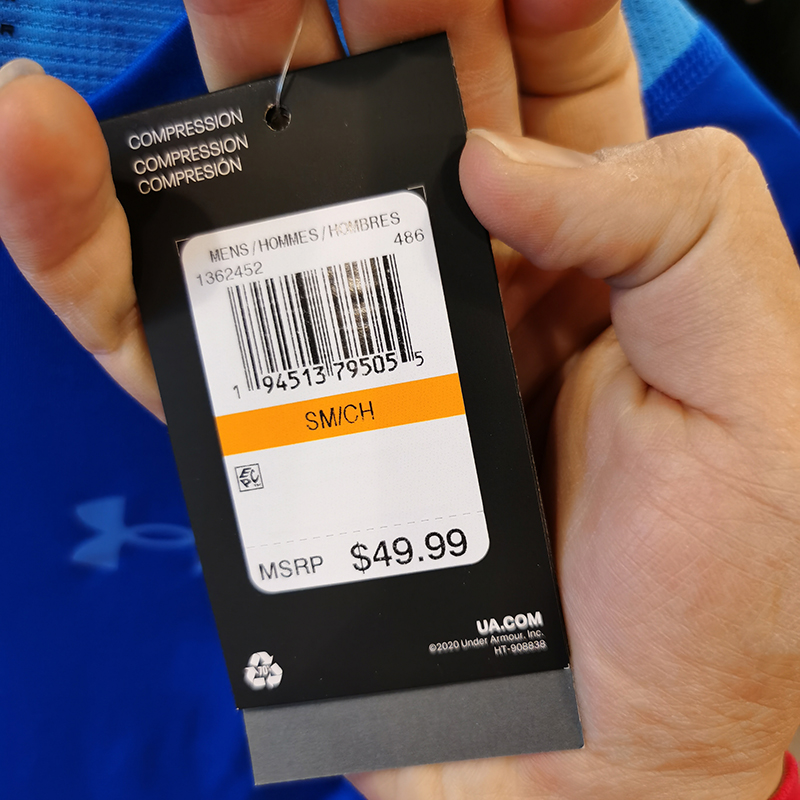 COMPRESSION
COMPRESSION
COMPRESIÓN
MENS/HOMMES/HOMBRES
1362452 486
1 94513 79505 5
SM/CH
EPC
MSRP $49.99
UA.COM
©2020 Under Armour, Inc.
HT-908838